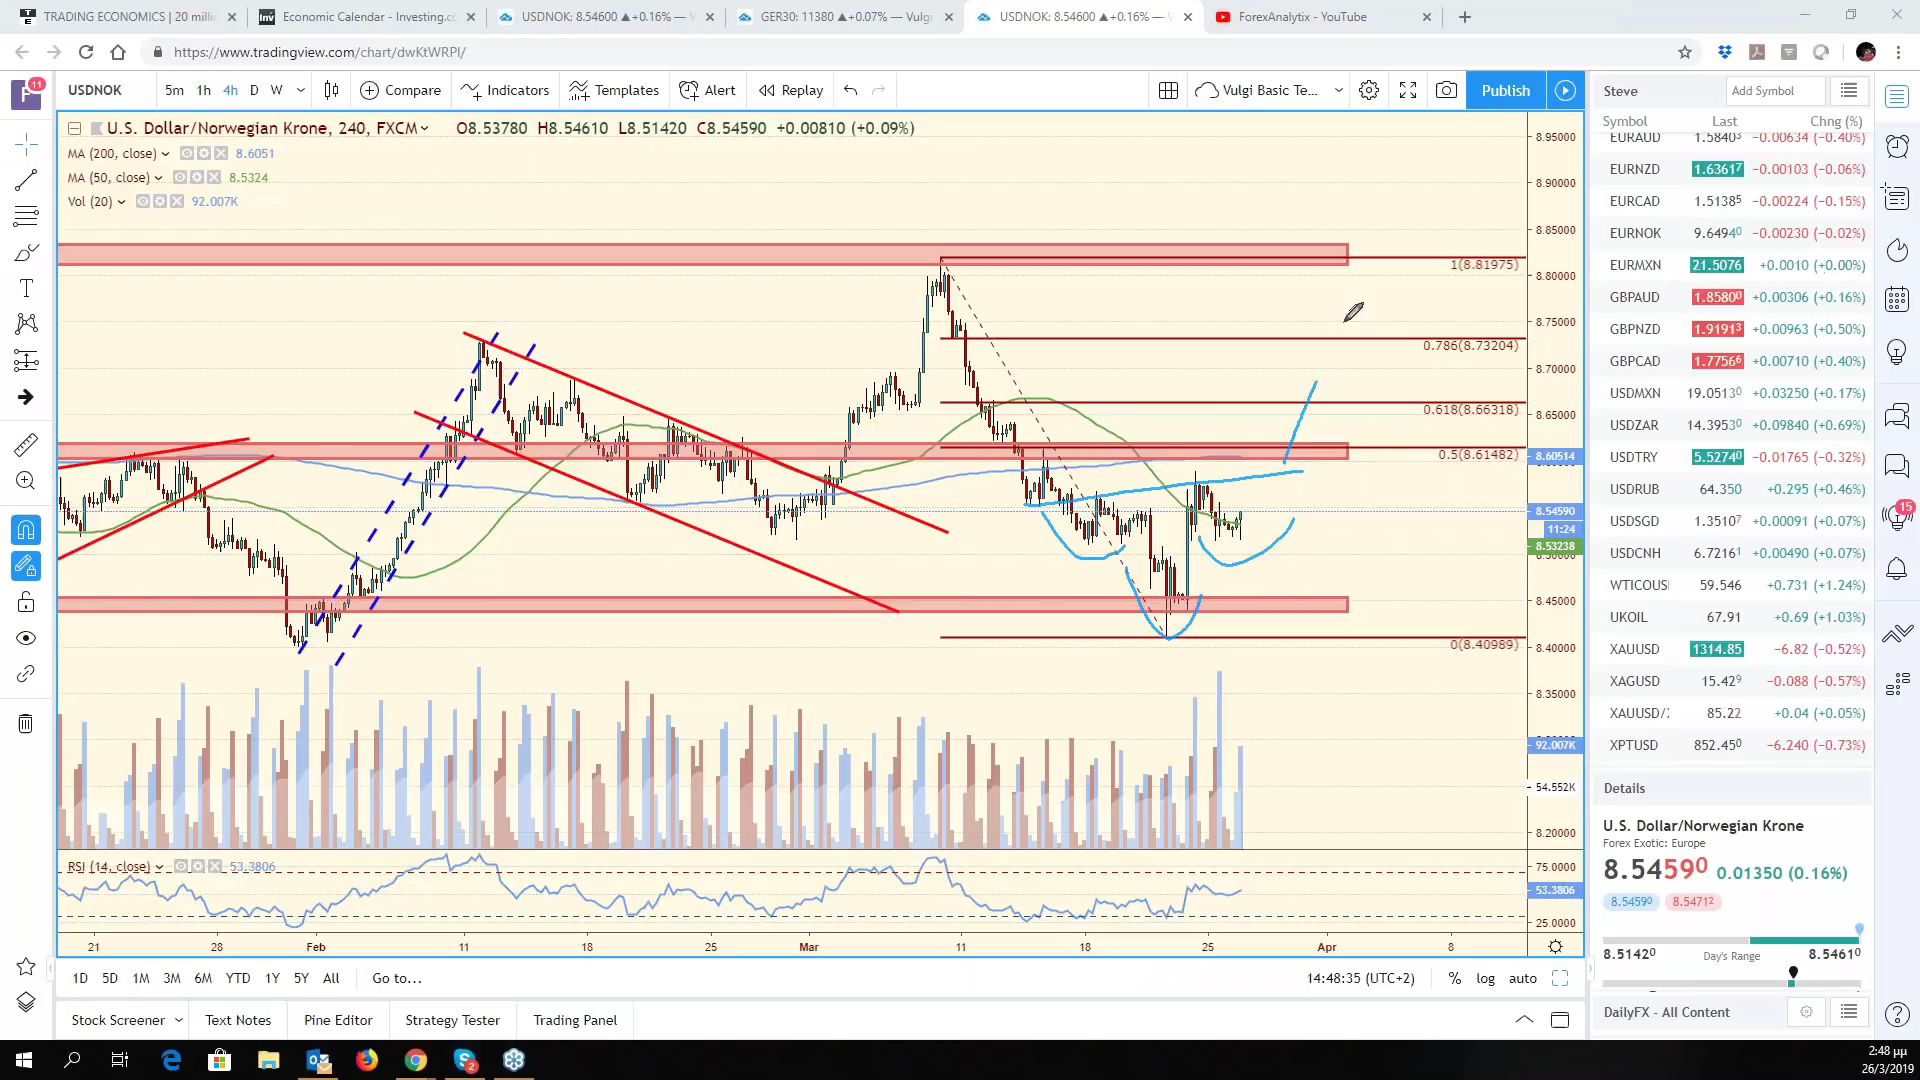 TRADING ECONOMICS | 20 milli
Economic Calendar - Investing.co
USDNOK: 8.54600 ▲+0.16% —
GER30: 11380 ▲+0.07% — Vulgi
USDNOK: 8.54600 ▲+0.16% —
ForexAnalytix - YouTube
https://www.tradingview.com/chart/dwKtWRPI/
11
USDNOK 5m 1h 4h D W Compare Indicators Templates Alert Replay Vulgi Basic Te... Publish
Steve Add Symbol
U.S. Dollar/Norwegian Krone, 240, FXCM O8.53780 H8.54610 L8.51420 C8.54590 +0.00810 (+0.09%)
MA (200, close) 8.6051
MA (50, close) 8.5324
Vol (20) 92.007K
1(8.81975)
0.786(8.73204)
0.618(8.66318)
0.5(8.61482)
0(8.40989)
8.95000
8.90000
8.85000
8.80000
8.75000
8.70000
8.65000
8.60514
8.54590
11:24
8.53238
8.45000
8.40000
8.35000
92.007K
54.552K
8.20000
RSI (14, close) 53.3806
75.0000
53.3806
25.0000
21 28 Feb 11 18 25 Mar 11 18 25 Apr 8
1D 5D 1M 3M 6M YTD 1Y 5Y All Go to...
14:48:35 (UTC+2) % log auto
Stock Screener Text Notes Pine Editor Strategy Tester Trading Panel
Symbol Last Chng (%)
EURAUD 1.5840³ −0.00634 (−0.40%)
EURNZD 1.6361⁷ −0.00103 (−0.06%)
EURCAD 1.5138⁵ −0.00224 (−0.15%)
EURNOK 9.6494⁰ −0.00230 (−0.02%)
EURMXN 21.5076 +0.0010 (+0.00%)
GBPAUD 1.8580⁰ +0.00306 (+0.16%)
GBPNZD 1.9191³ +0.00963 (+0.50%)
GBPCAD 1.7756⁶ +0.00710 (+0.40%)
USDMXN 19.0513⁰ +0.03250 (+0.17%)
USDZAR 14.3953⁰ +0.09840 (+0.69%)
USDTRY 5.5274⁰ −0.01765 (−0.32%)
USDRUB 64.350 +0.295 (+0.46%)
USDSGD 1.3510⁷ +0.00091 (+0.07%)
USDCNH 6.7216¹ +0.00490 (+0.07%)
WTICOUS 59.546 +0.731 (+1.24%)
UKOIL 67.91 +0.69 (+1.03%)
XAUUSD 1314.85 −6.82 (−0.52%)
XAGUSD 15.42⁹ −0.088 (−0.57%)
XAUUSD/ 85.22 +0.04 (+0.05%)
XPTUSD 852.45⁰ −6.240 (−0.73%)
15
Details
U.S. Dollar/Norwegian Krone
Forex Exotic: Europe
8.5459⁰ 0.01350 (0.16%)
8.5459⁰ 8.5471²
8.5142⁰ Day's Range 8.5461⁰
DailyFX - All Content
2
2:48 μμ
26/3/2019